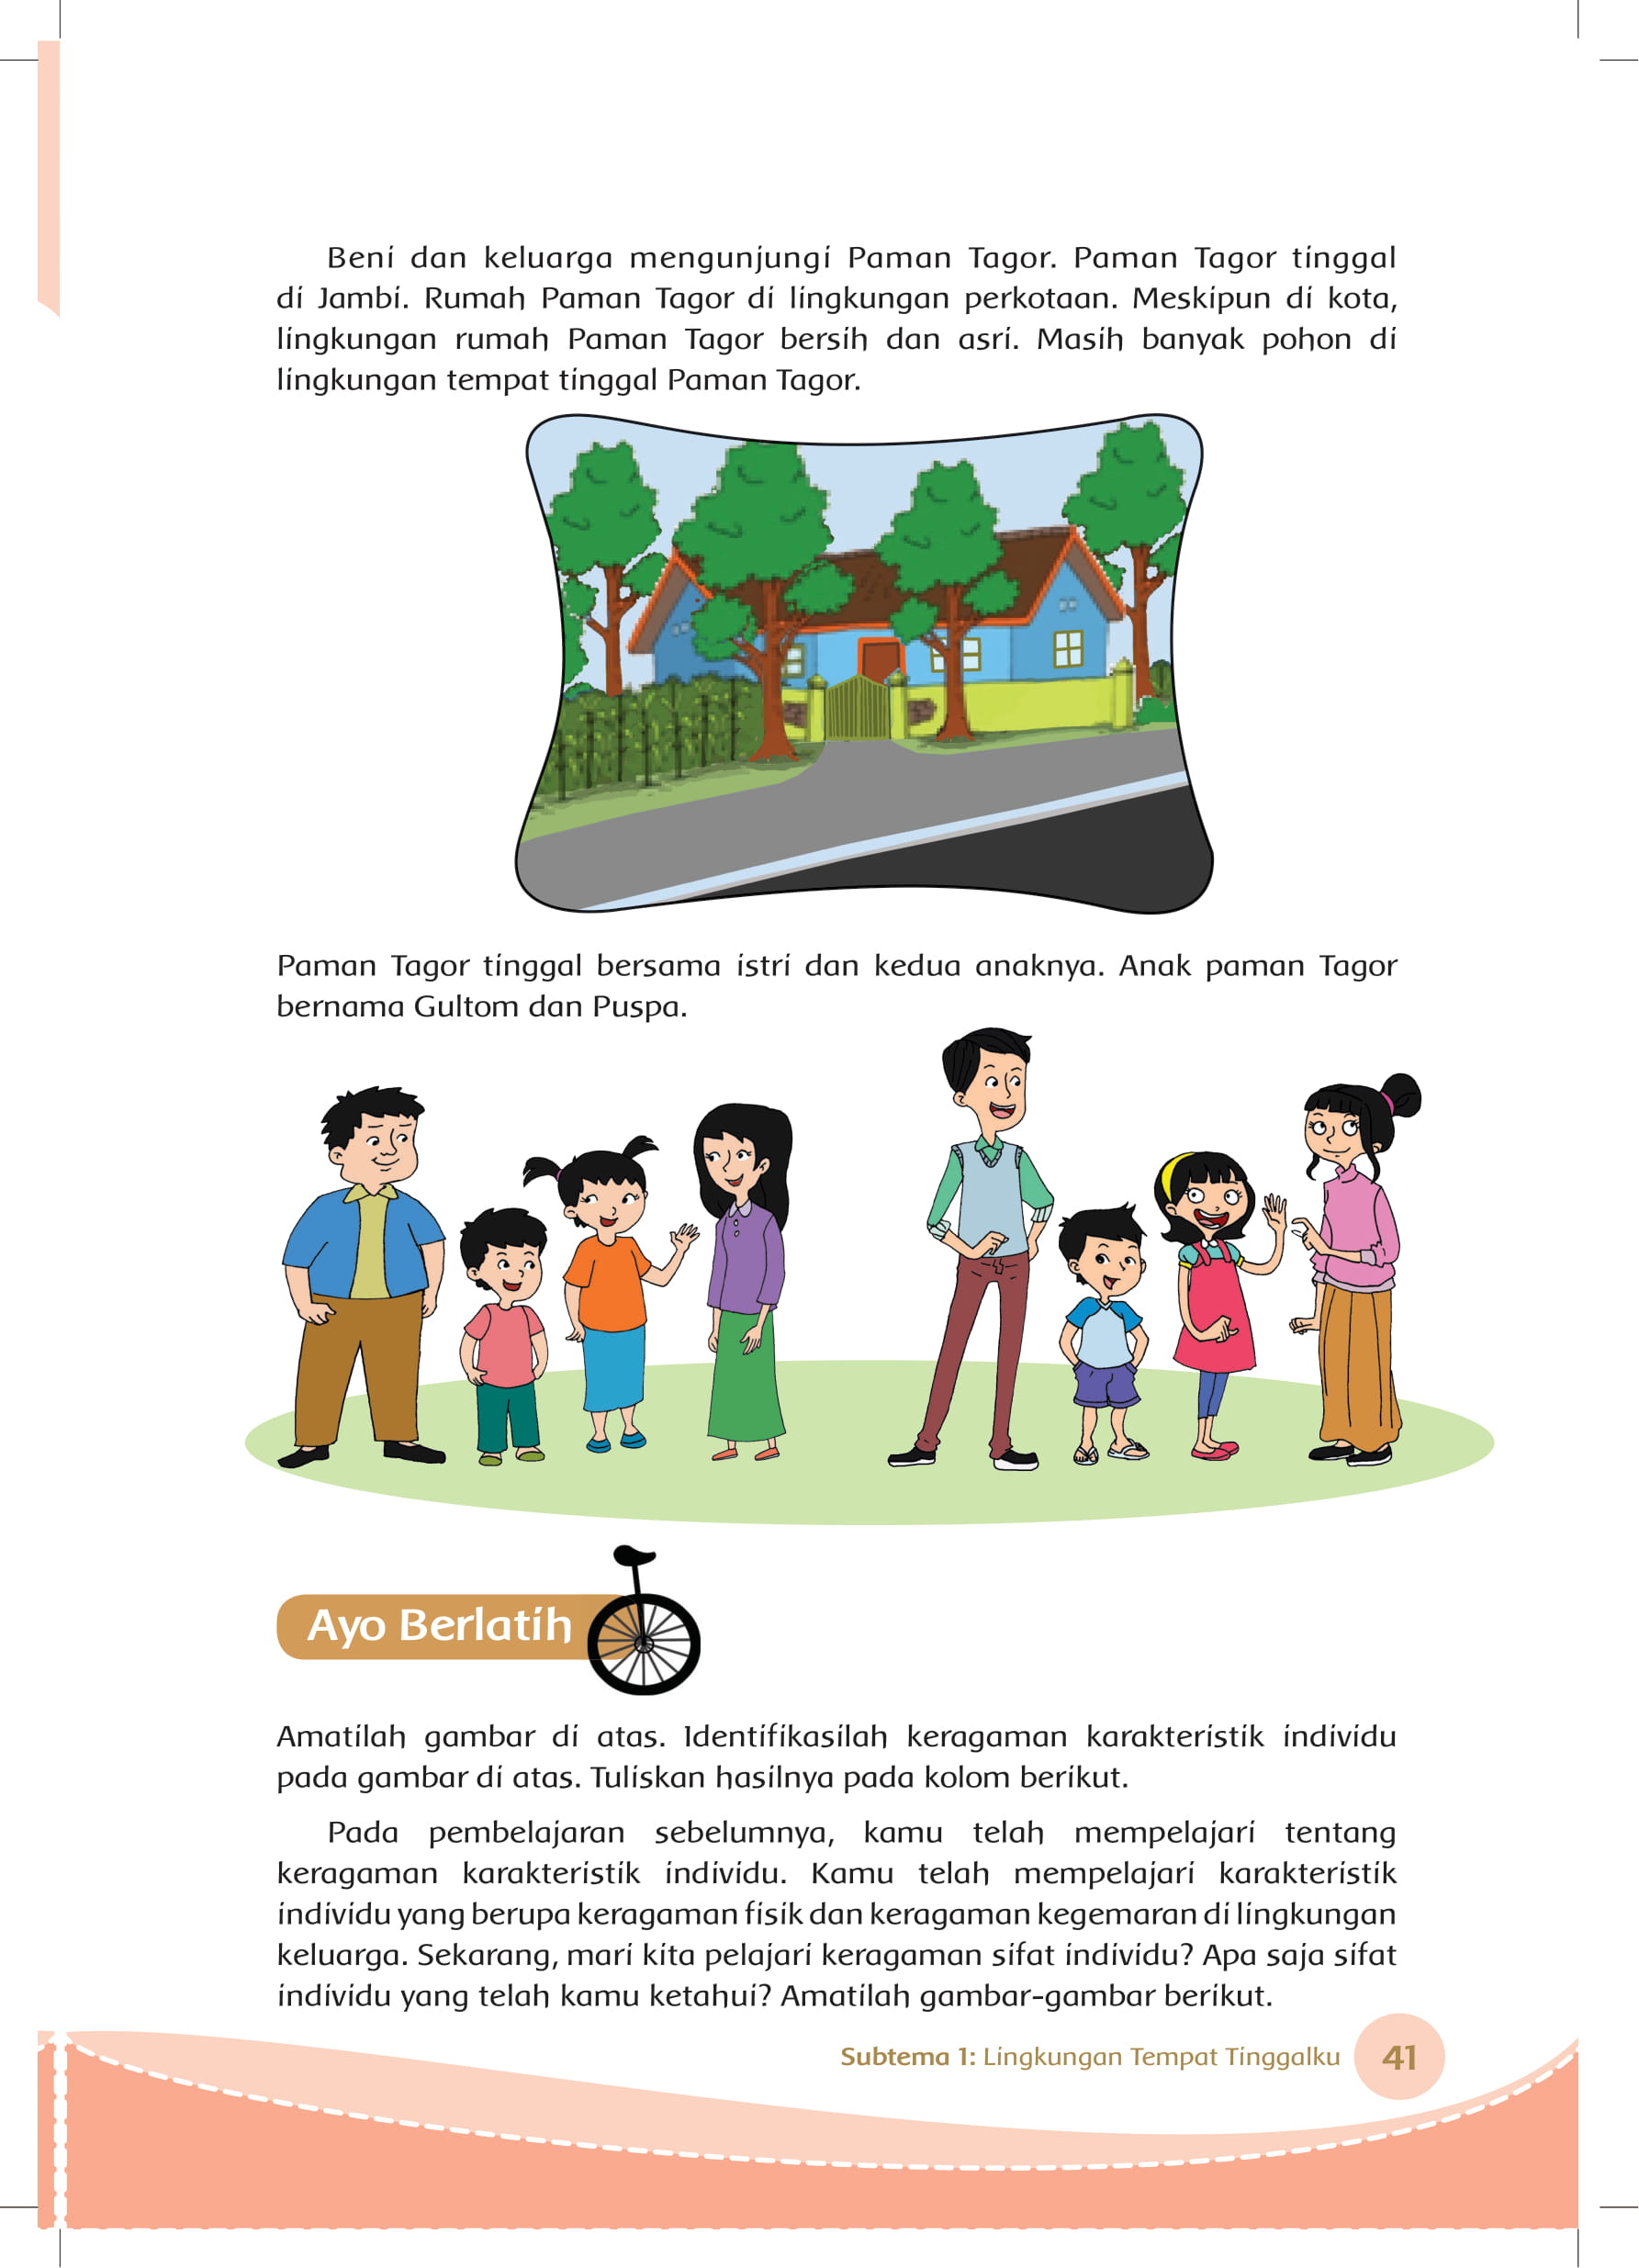 Beni dan keluarga mengunjungi Paman Tagor. Paman Tagor tinggal
di Jambi. Rumah Paman Tagor di lingkungan perkotaan. Meskipun di kota,
lingkungan rumah Paman Tagor bersih dan asri. Masih banyak pohon di
lingkungan tempat tinggal Paman Tagor.
Paman Tagor tinggal bersama istri dan kedua anaknya. Anak paman Tagor
bernama Gultom dan Puspa.
Ayo Berlatih
Amatilah gambar di atas. Identifikasilah keragaman karakteristik individu
pada gambar di atas. Tuliskan hasilnya pada kolom berikut.
Pada pembelajaran sebelumnya, kamu telah mempelajari tentang
keragaman karakteristik individu. Kamu telah mempelajari karakteristik
individu yang berupa keragaman fisik dan keragaman kegemaran di lingkungan
keluarga. Sekarang, mari kita pelajari keragaman sifat individu? Apa saja sifat
individu yang telah kamu ketahui? Amatilah gambar-gambar berikut.
Subtema 1: Lingkungan Tempat Tinggalku 41